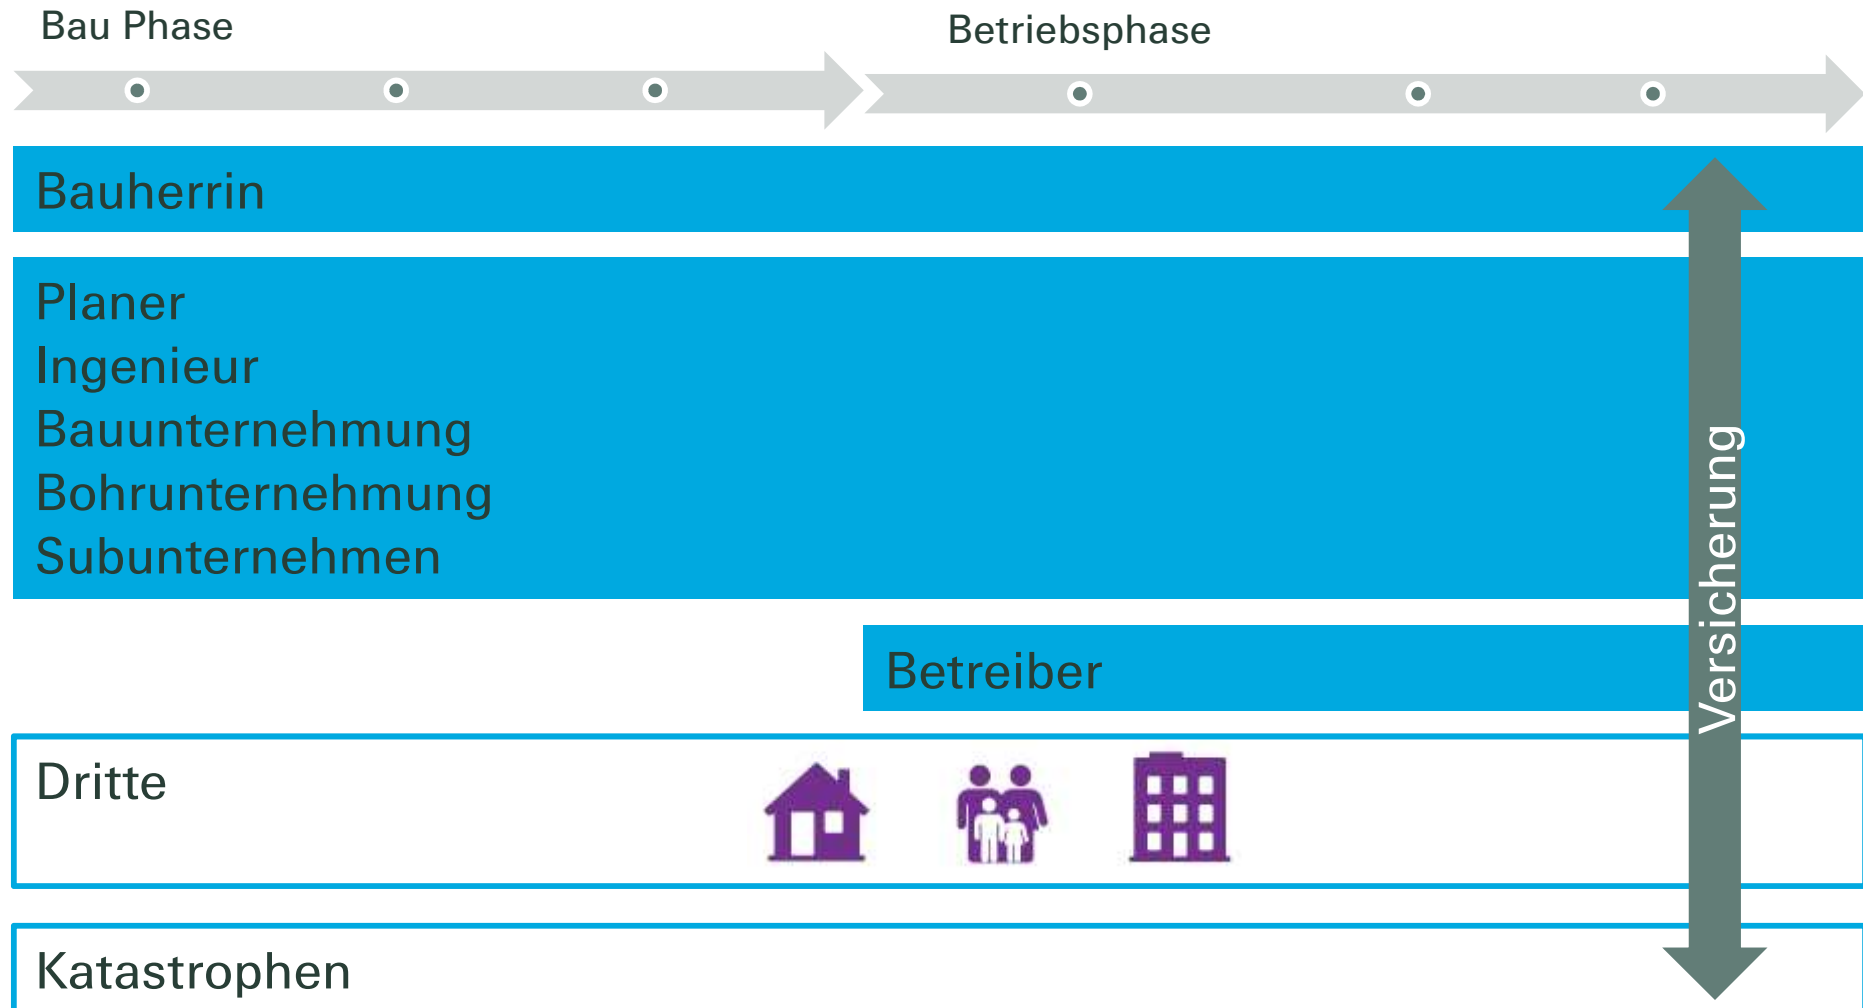 Bau Phase
Betriebsphase
Bauherrin
Planer
Ingenieur
Bauunternehmung
Bohrunternehmung
Subunternehmen
Betreiber
Versicherung
Dritte
Katastrophen